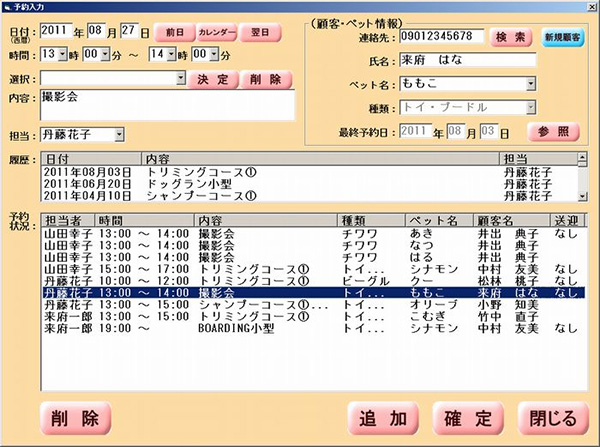 予約入力
日付: 2011 年 08 月 27 日 前日 カレンダー 翌日
(西暦)
時間: 13 時 00 分 ～ 14 時 00 分
選択: 決定 削除
内容: 撮影会
担当: 丹藤花子
(顧客・ペット情報)
連絡先: 09012345678 検索 新規顧客
氏名: 来府 はな
ペット名: ももこ
種類: トイ・プードル
最終予約日: 2011 年 08 月 03 日 参照
履歴: 日付 内容 担当
2011年08月03日 トリミングコース① 丹藤花子
2011年06月20日 ドッグラン小型 丹藤花子
2011年04月10日 シャンプーコース① 丹藤花子
予約状況: 担当者 時間 内容 種類 ペット名 顧客名 送迎
山田幸子 13:00 ～ 14:00 撮影会 チワワ あき 井出 典子 なし
山田幸子 13:00 ～ 14:00 撮影会 チワワ なつ 井出 典子 なし
山田幸子 13:00 ～ 14:00 撮影会 チワワ はる 井出 典子 なし
山田幸子 15:00 ～ 17:00 トリミングコース① トイ... シナモン 中村 友美 なし
丹藤花子 10:00 ～ 12:00 トリミングコース① ビーグル クー 松林 桃子 なし
丹藤花子 13:00 ～ 14:00 撮影会 トイ... ももこ 来府 はな なし
丹藤花子 13:00 ～ 15:00 シャンプーコース①... トイ... オリーブ 小野 知美
来府一郎 13:00 ～ 15:00 トリミングコース① トイ... こむぎ 竹中 直子
来府一郎 19:00 ～ BOARDING小型 トイ... シナモン 中村 友美 なし
削除 追加 確定 閉じる